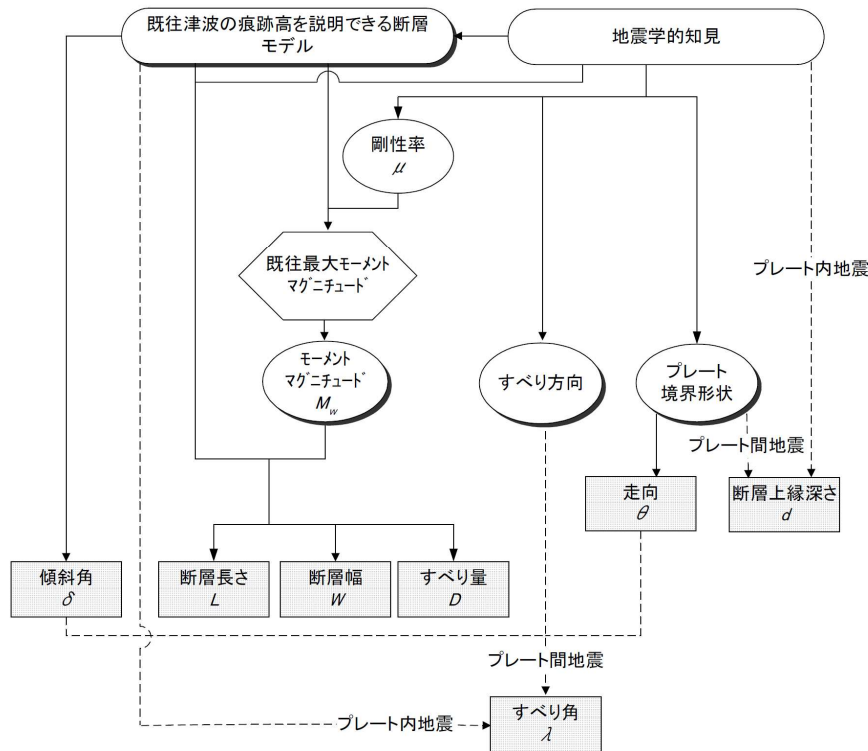 既往津波の痕跡高を説明できる断層
モデル
地震学的知見
剛性率
μ
プレート内地震
既往最大モーメント
マグニチュード
モーメント
マグニチュード
Mw
すべり方向
プレート
境界形状
プレート間地震
走向
θ
断層上縁深さ
d
傾斜角
δ
断層長さ
L
断層幅
W
すべり量
D
プレート間地震
プレート内地震
すべり角
λ